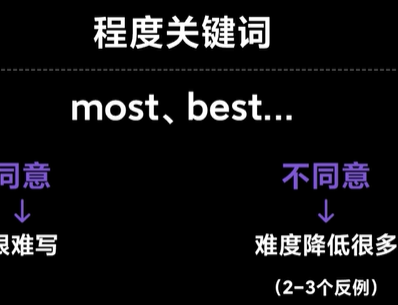 程度关键词
most、best...
同意 不同意
↓ ↓
很难写 难度降低很多
（2-3个反例）